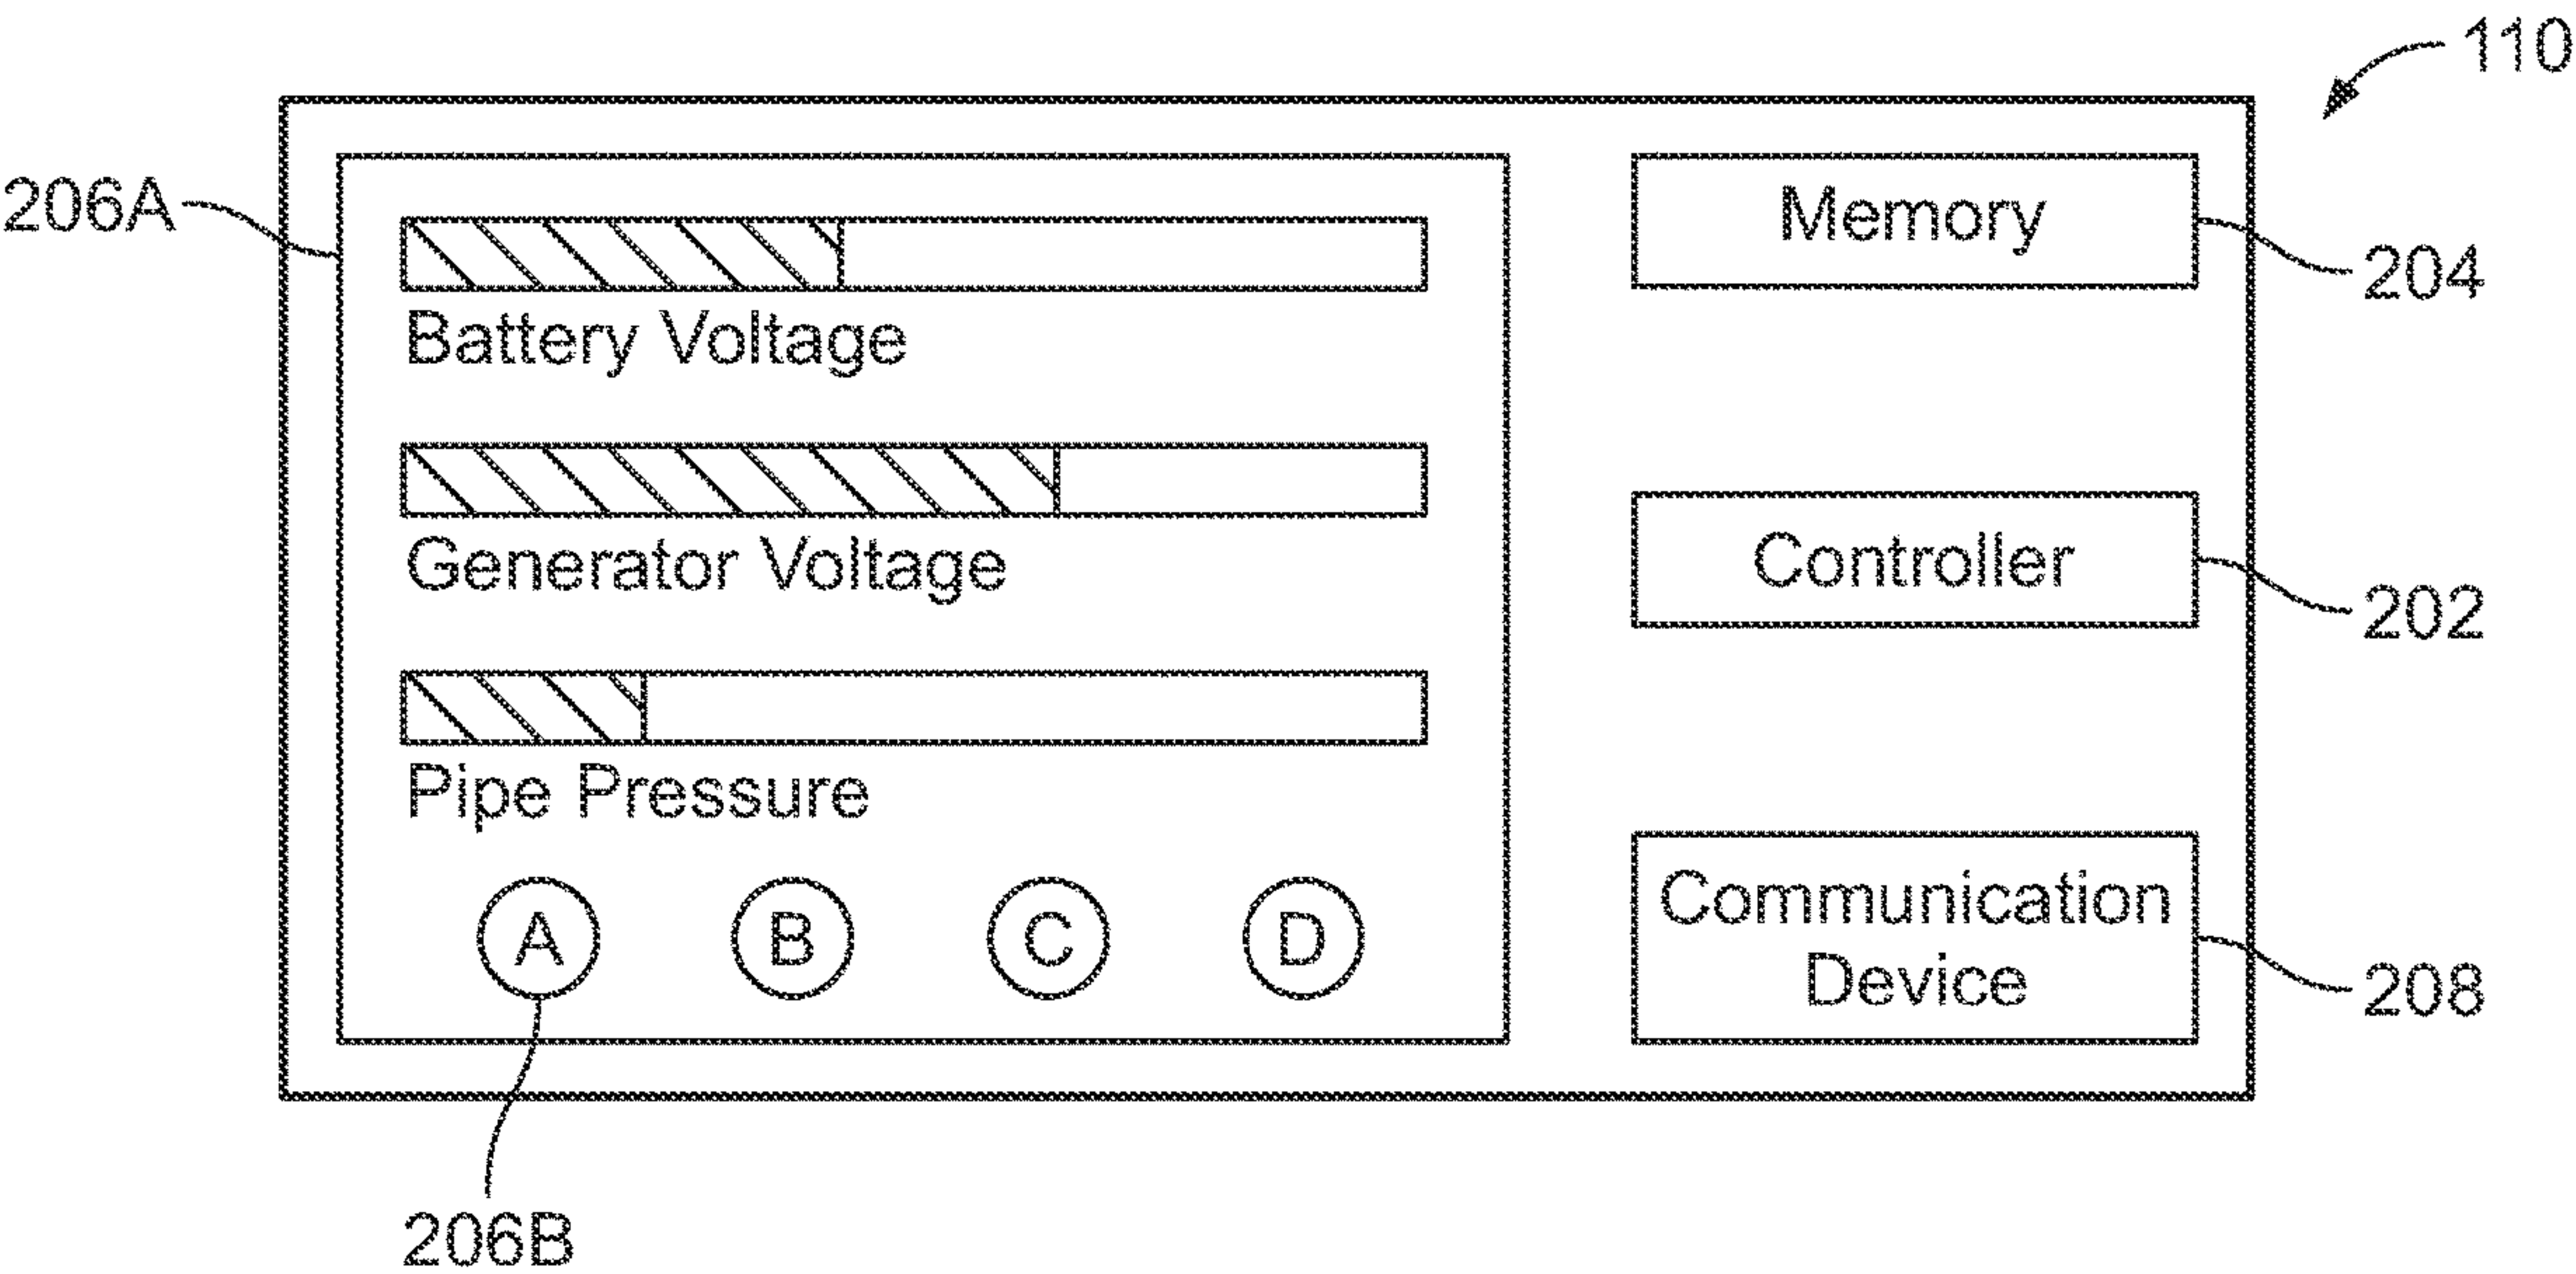 110
206A
Battery Voltage
Generator Voltage
Pipe Pressure
A B C D
206B
Memory
204
Controller
202
Communication
Device
208